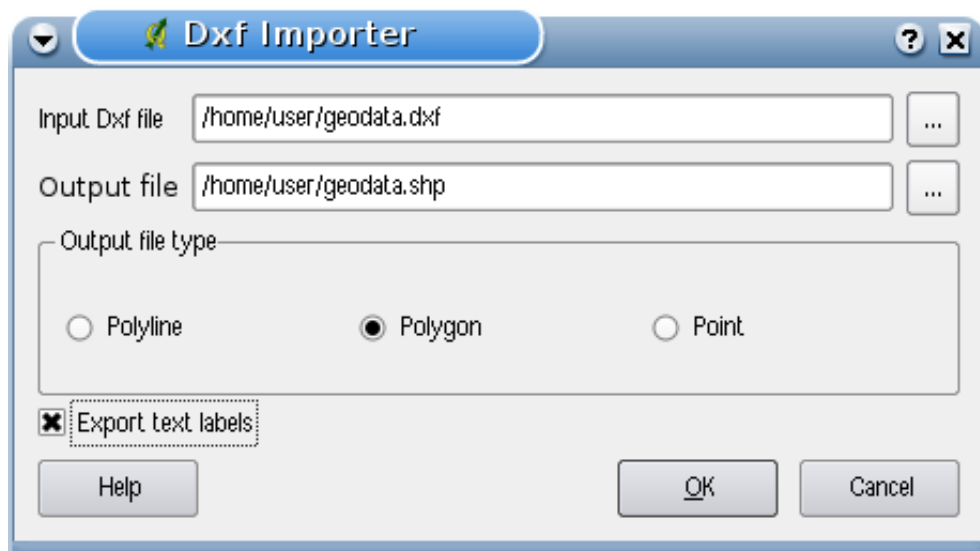 Dxf Importer
Input Dxf file /home/user/geodata.dxf ...
Output file /home/user/geodata.shp ...
Output file type
Polyline Polygon Point
Export text labels
Help OK Cancel